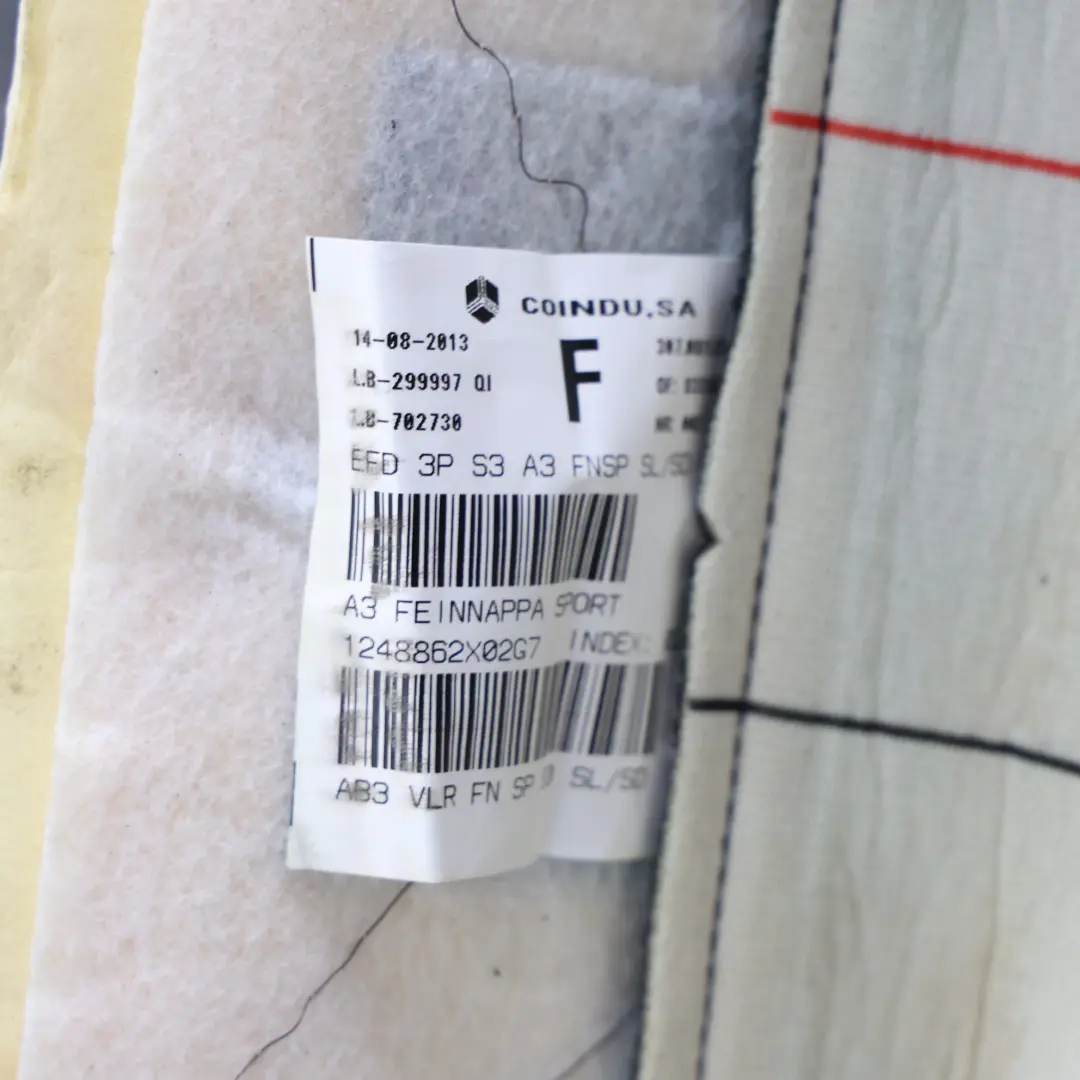 COINDU.SA
14-08-2013
F
LB-299997 QI
-702730
EFD 3P S3 A3 FNSP SL/SD
A3 FEINNAPPA SPORT
1248862X02G7 INDEX:
AB3 VLR FN SP SL/SD